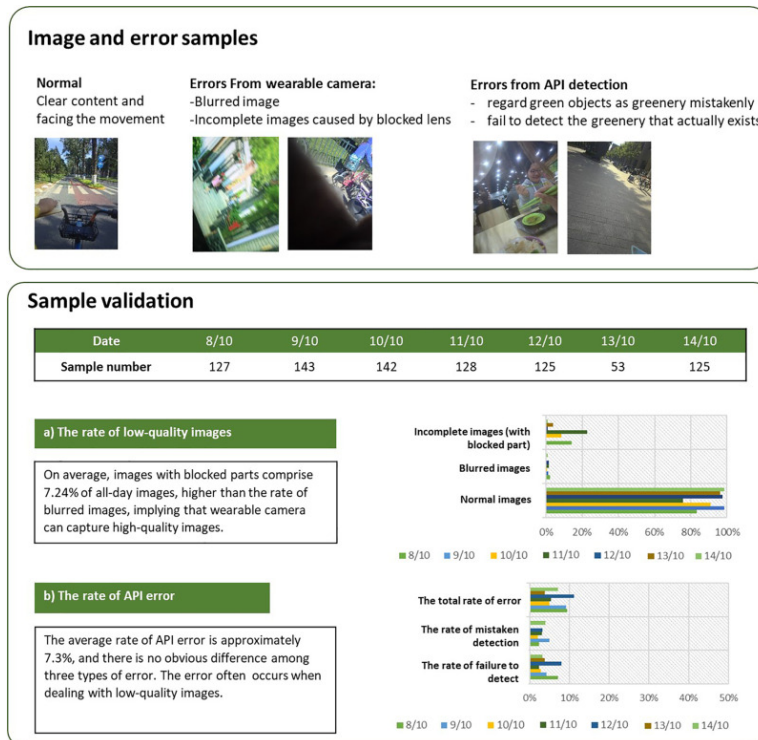 Image and error samples
Normal
Clear content and
facing the movement
Errors From wearable camera:
-Blurred image
-Incomplete images caused by blocked lens
Errors from API detection
- regard green objects as greenery mistakenly
- fail to detect the greenery that actually exists
Sample validation
Date 8/10 9/10 10/10 11/10 12/10 13/10 14/10
Sample number 127 143 142 128 125 53 125
a) The rate of low-quality images
On average, images with blocked parts comprise
7.24% of all-day images, higher than the rate of
blurred images, implying that wearable camera
can capture high-quality images.
Incomplete images (with
blocked part)
Blurred images
Normal images
0% 20% 40% 60% 80% 100%
8/10 9/10 10/10 11/10 12/10 13/10 14/10
b) The rate of API error
The average rate of API error is approximately
7.3%, and there is no obvious difference among
three types of error. The error often occurs when
dealing with low-quality images.
The total rate of error
The rate of mistaken
detection
The rate of failure to
detect
0% 10% 20% 30% 40% 50%
8/10 9/10 10/10 11/10 12/10 13/10 14/10